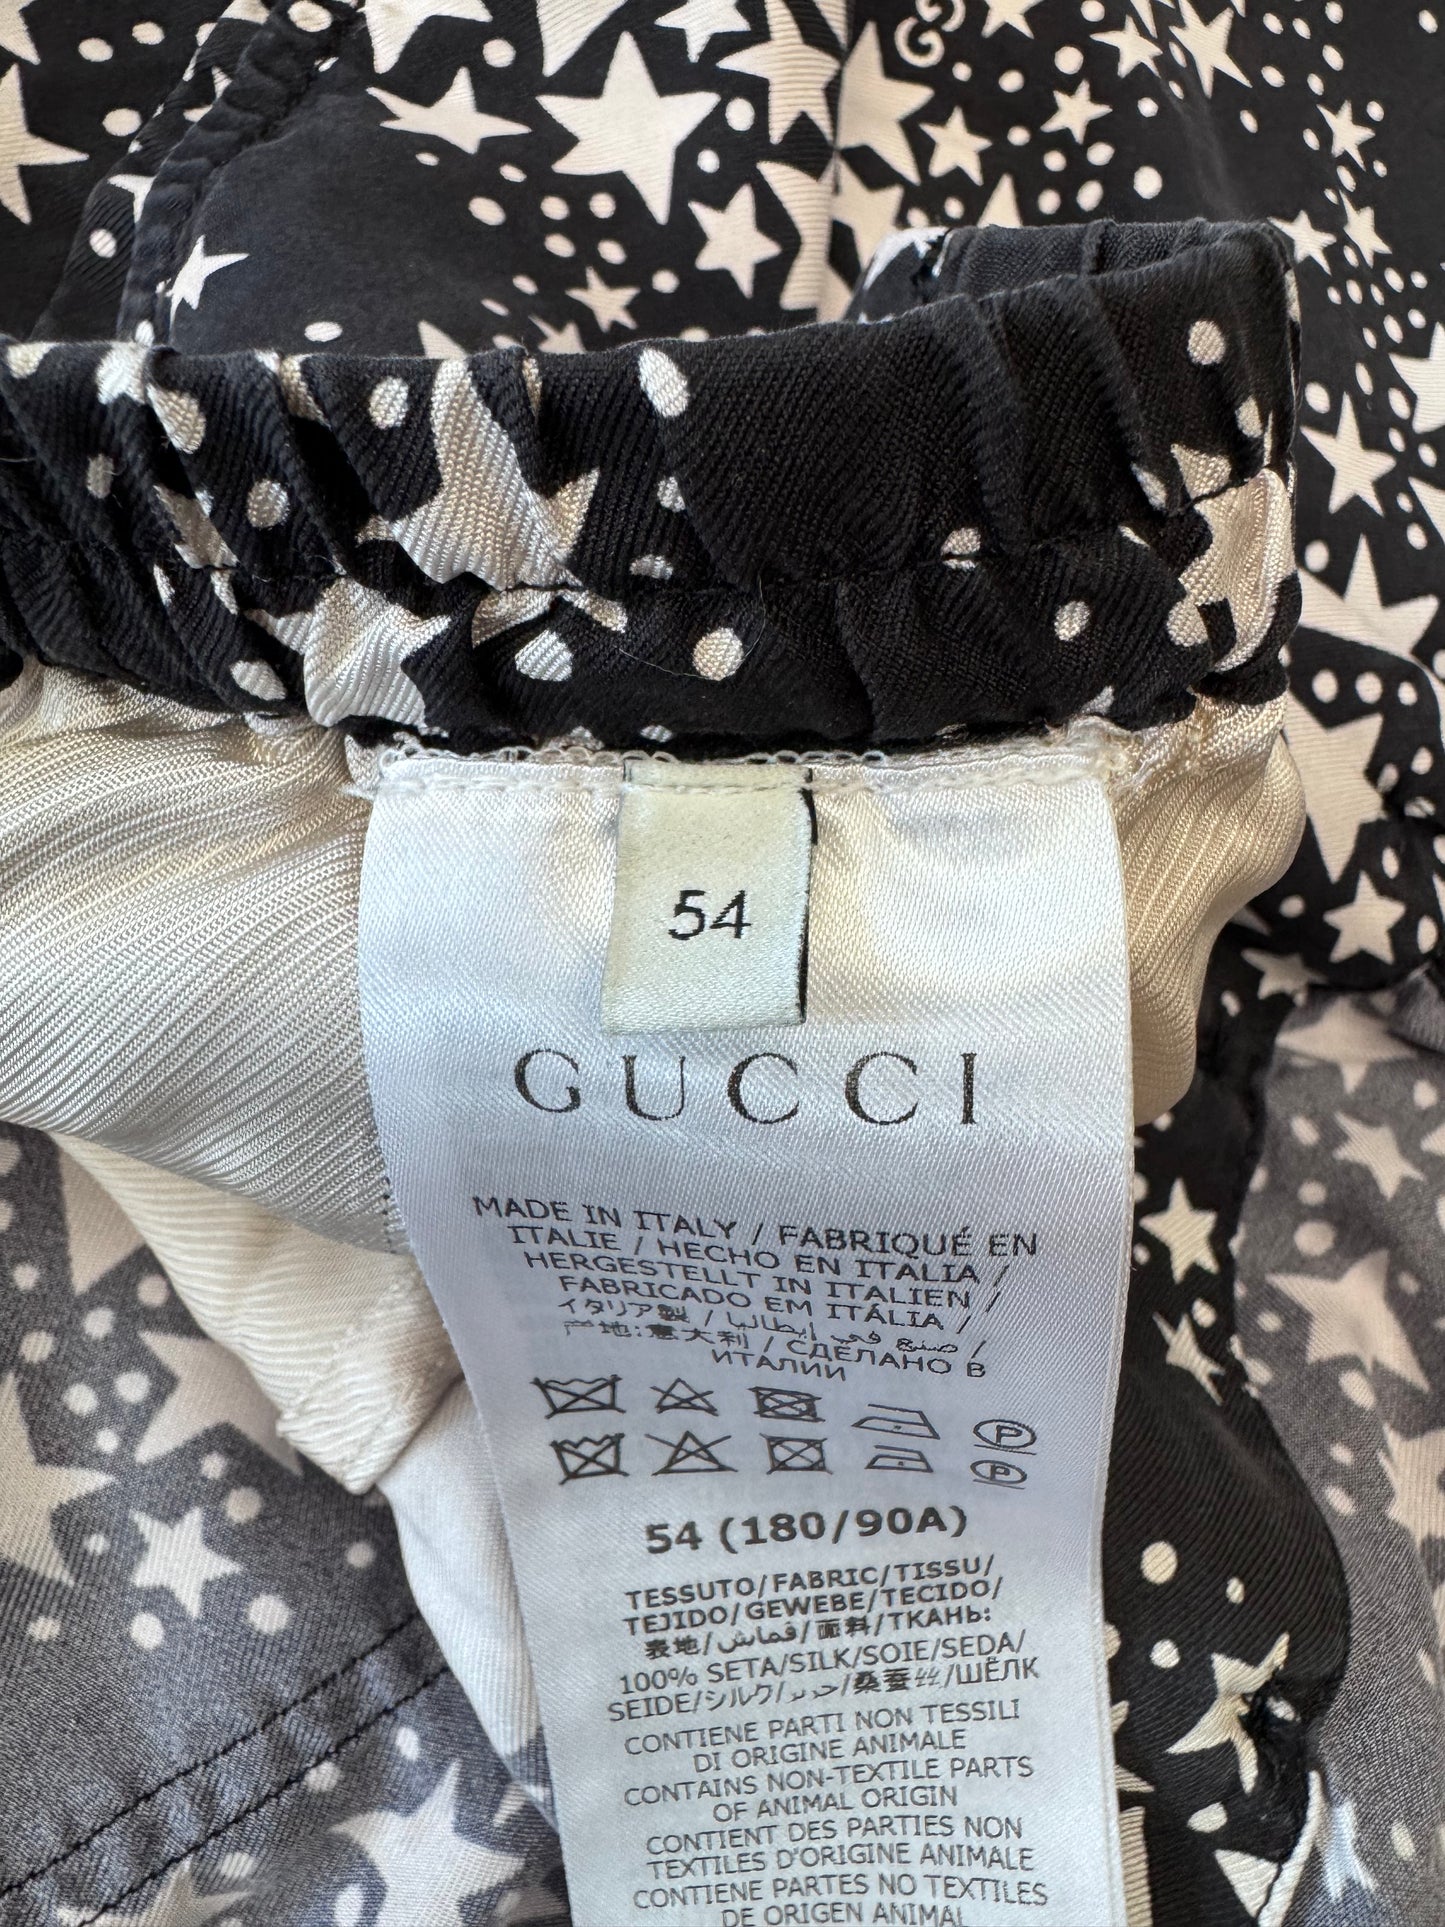 54
GUCCI
MADE IN ITALY / FABRIQUÉ EN
ITALIE / HECHO EN ITALIA /
HERGESTELLT IN ITALIEN /
FABRICADO EM ITÁLIA /
イタリア製 / صنع في إيطاليا /
产地:意大利 / СДЕЛАНО В
ИТАЛИИ
P
P
54 (180/90A)
TESSUTO/FABRIC/TISSU/
TEJIDO/GEWEBE/TECIDO/
表地/قماش/面料/ТКАНЬ:
100% SETA/SILK/SOIE/SEDA/
SEIDE/シルク/حرير/桑蚕丝/ШЁЛК
CONTIENE PARTI NON TESSILI
DI ORIGINE ANIMALE
CONTAINS NON-TEXTILE PARTS
OF ANIMAL ORIGIN
CONTIENT DES PARTIES NON
TEXTILES D'ORIGINE ANIMALE
CONTIENE PARTES NO TEXTILES
DE ORIGEN ANIMAL